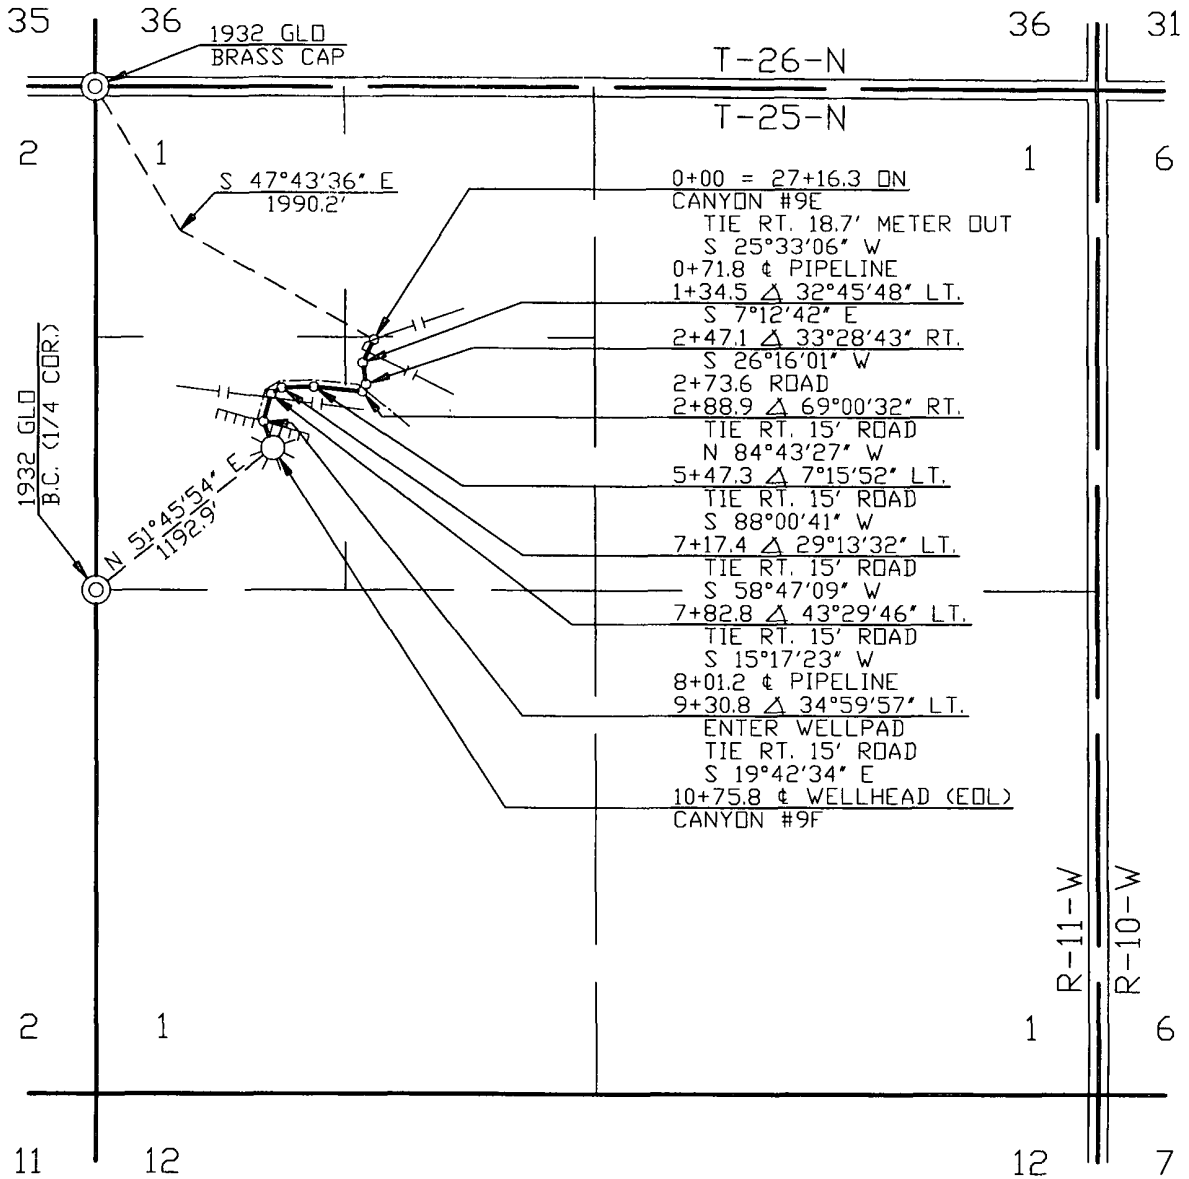 35
36
1932 GLO
BRASS CAP
36
31
T-26-N
T-25-N
2
1
1
6
S 47°43'36" E
1990.2'
0+00 = 27+16.3 ON
CANYON #9E
TIE RT. 18.7' METER OUT
S 25°33'06" W
0+71.8 ℄ PIPELINE
1+34.5 △ 32°45'48" LT.
S 7°12'42" E
2+47.1 △ 33°28'43" RT.
S 26°16'01" W
2+73.6 ROAD
2+88.9 △ 69°00'32" RT.
TIE RT. 15' ROAD
N 84°43'27" W
5+47.3 △ 7°15'52" LT.
TIE RT. 15' ROAD
S 88°00'41" W
7+17.4 △ 29°13'32" LT.
TIE RT. 15' ROAD
S 58°47'09" W
7+82.8 △ 43°29'46" LT.
TIE RT. 15' ROAD
S 15°17'23" W
8+01.2 ℄ PIPELINE
9+30.8 △ 34°59'57" LT.
ENTER WELLPAD
TIE RT. 15' ROAD
S 19°42'34" E
10+75.8 ℄ WELLHEAD (EOL)
CANYON #9F
1932 GLO
B.C. (1/4 COR.)
N 51°45'54" E
1192.9'
R-11-W
R-10-W
2
1
1
6
11
12
12
7